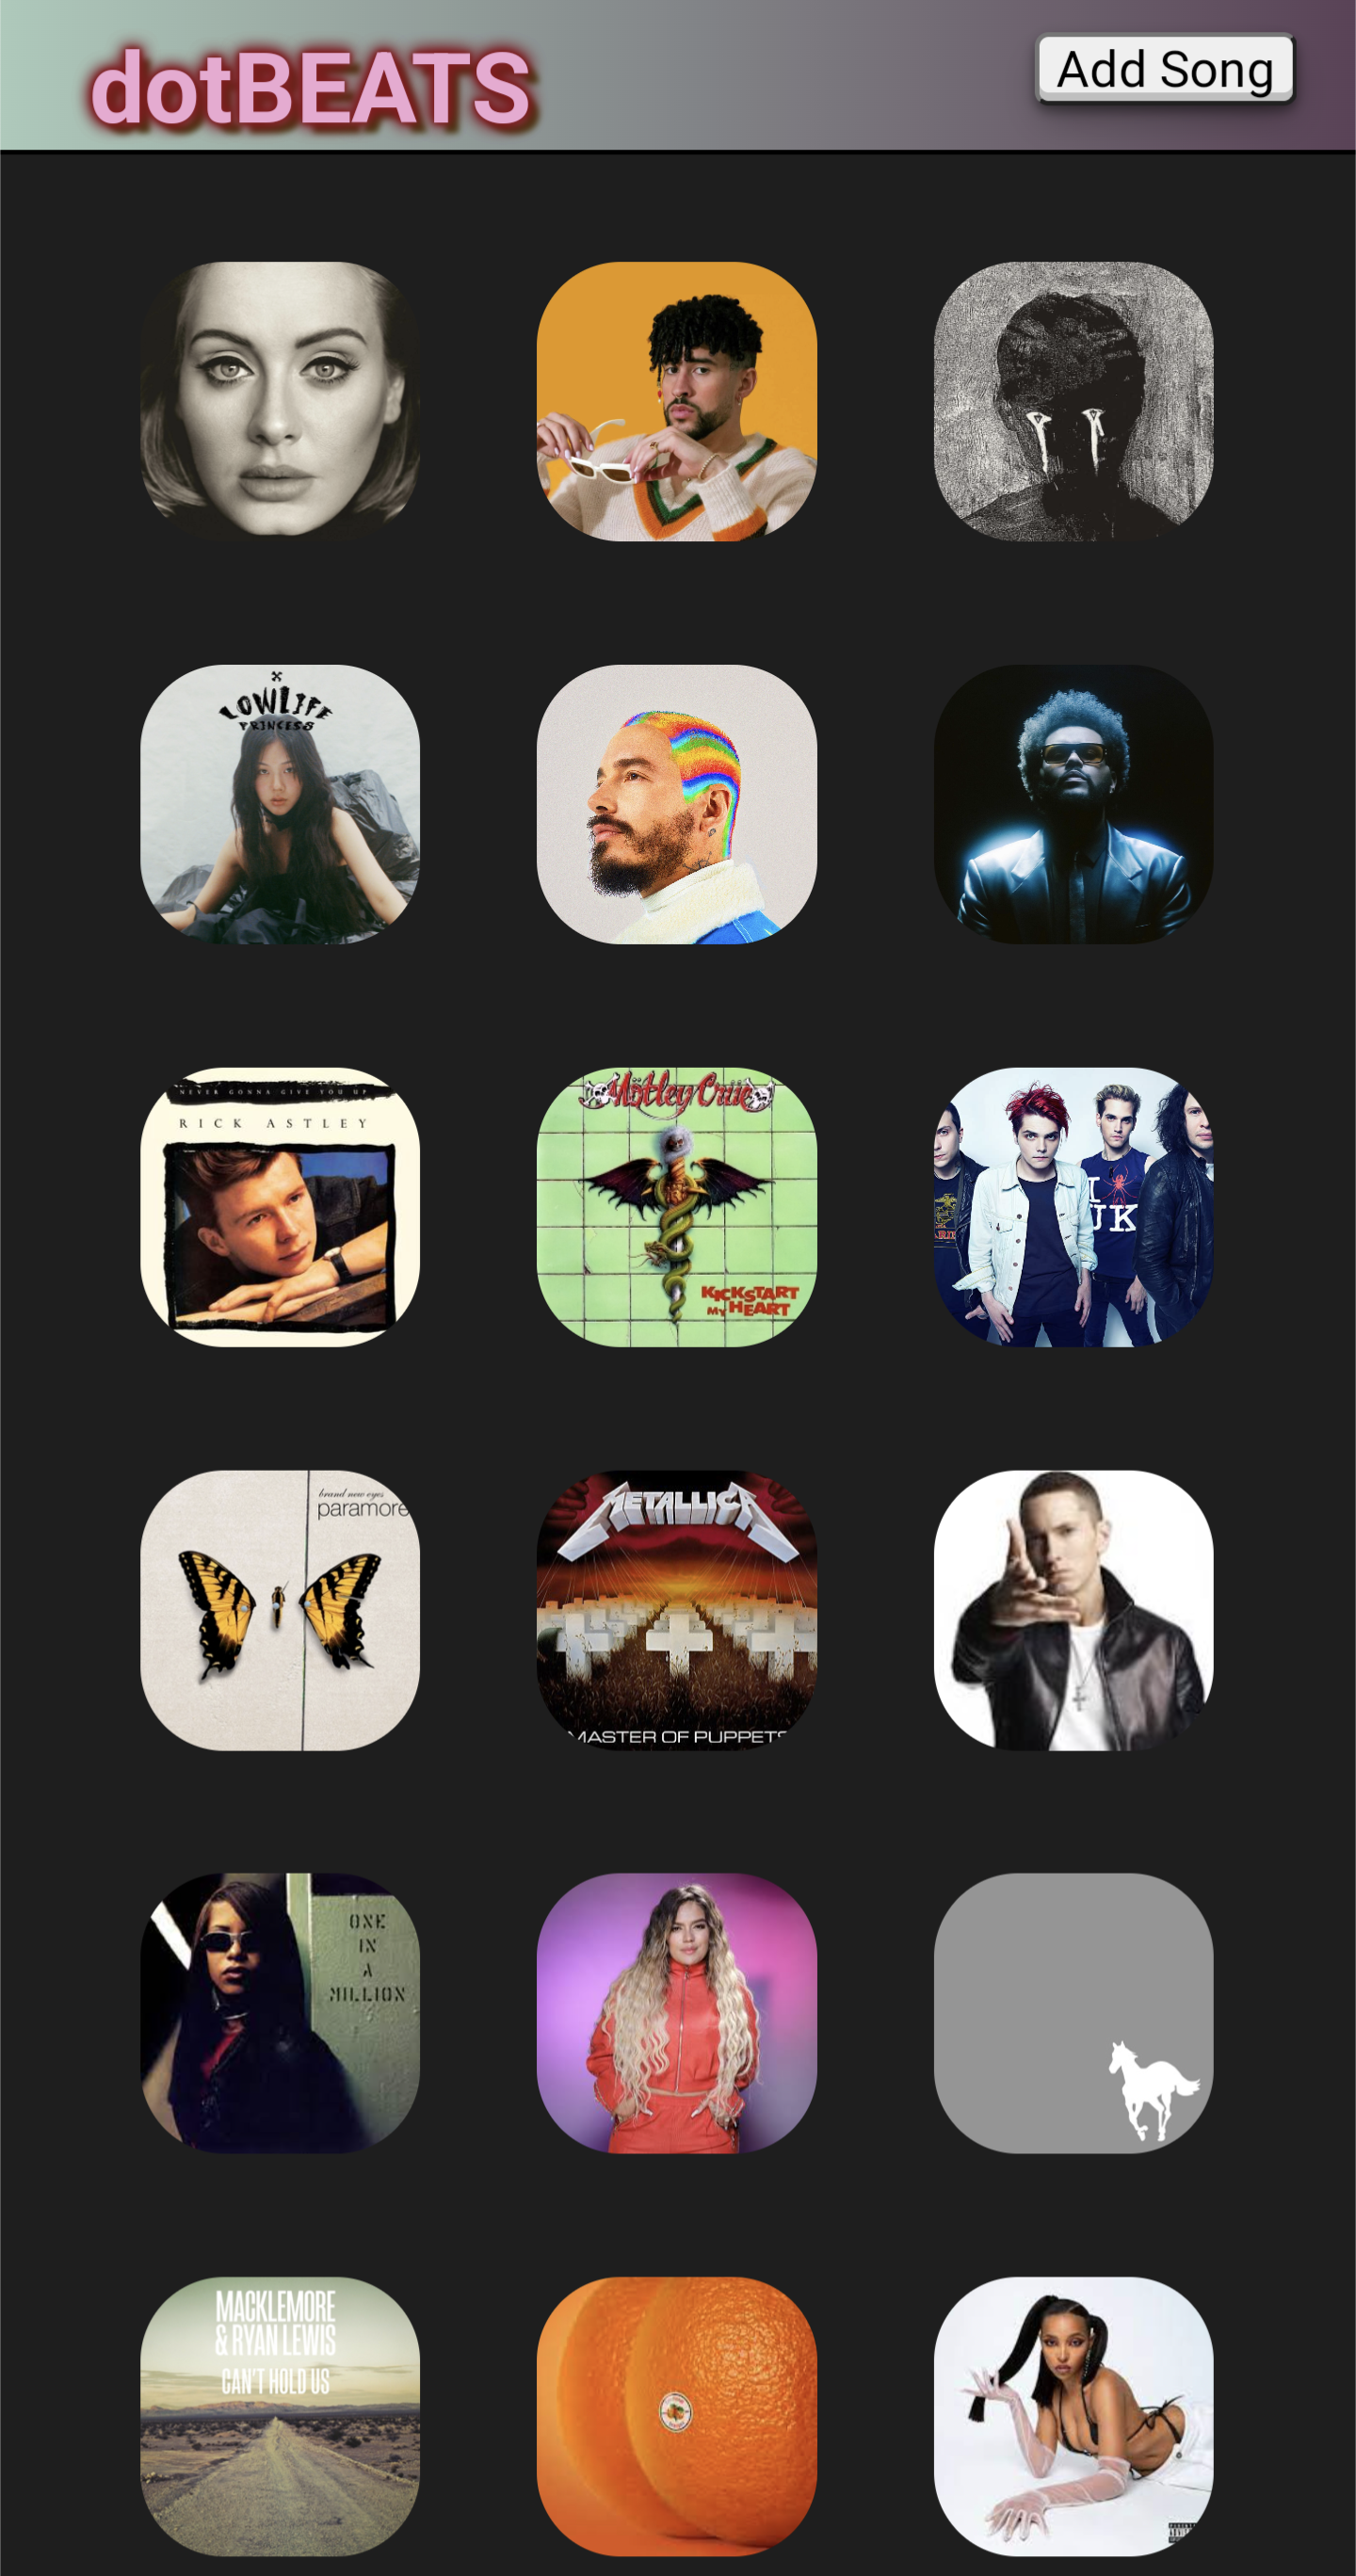 dotBEATS
Add Song
LOWLIFE
PRINCESS
NEVER GONNA GIVE YOU UP
RICK ASTLEY
Mötley Crüe
KICKSTART
MY HEART
I
UK
brand new eyes
paramore
METALLICA
MASTER OF PUPPETS
ONE
IN
A
MILLION
MACKLEMORE
& RYAN LEWIS
CAN'T HOLD US